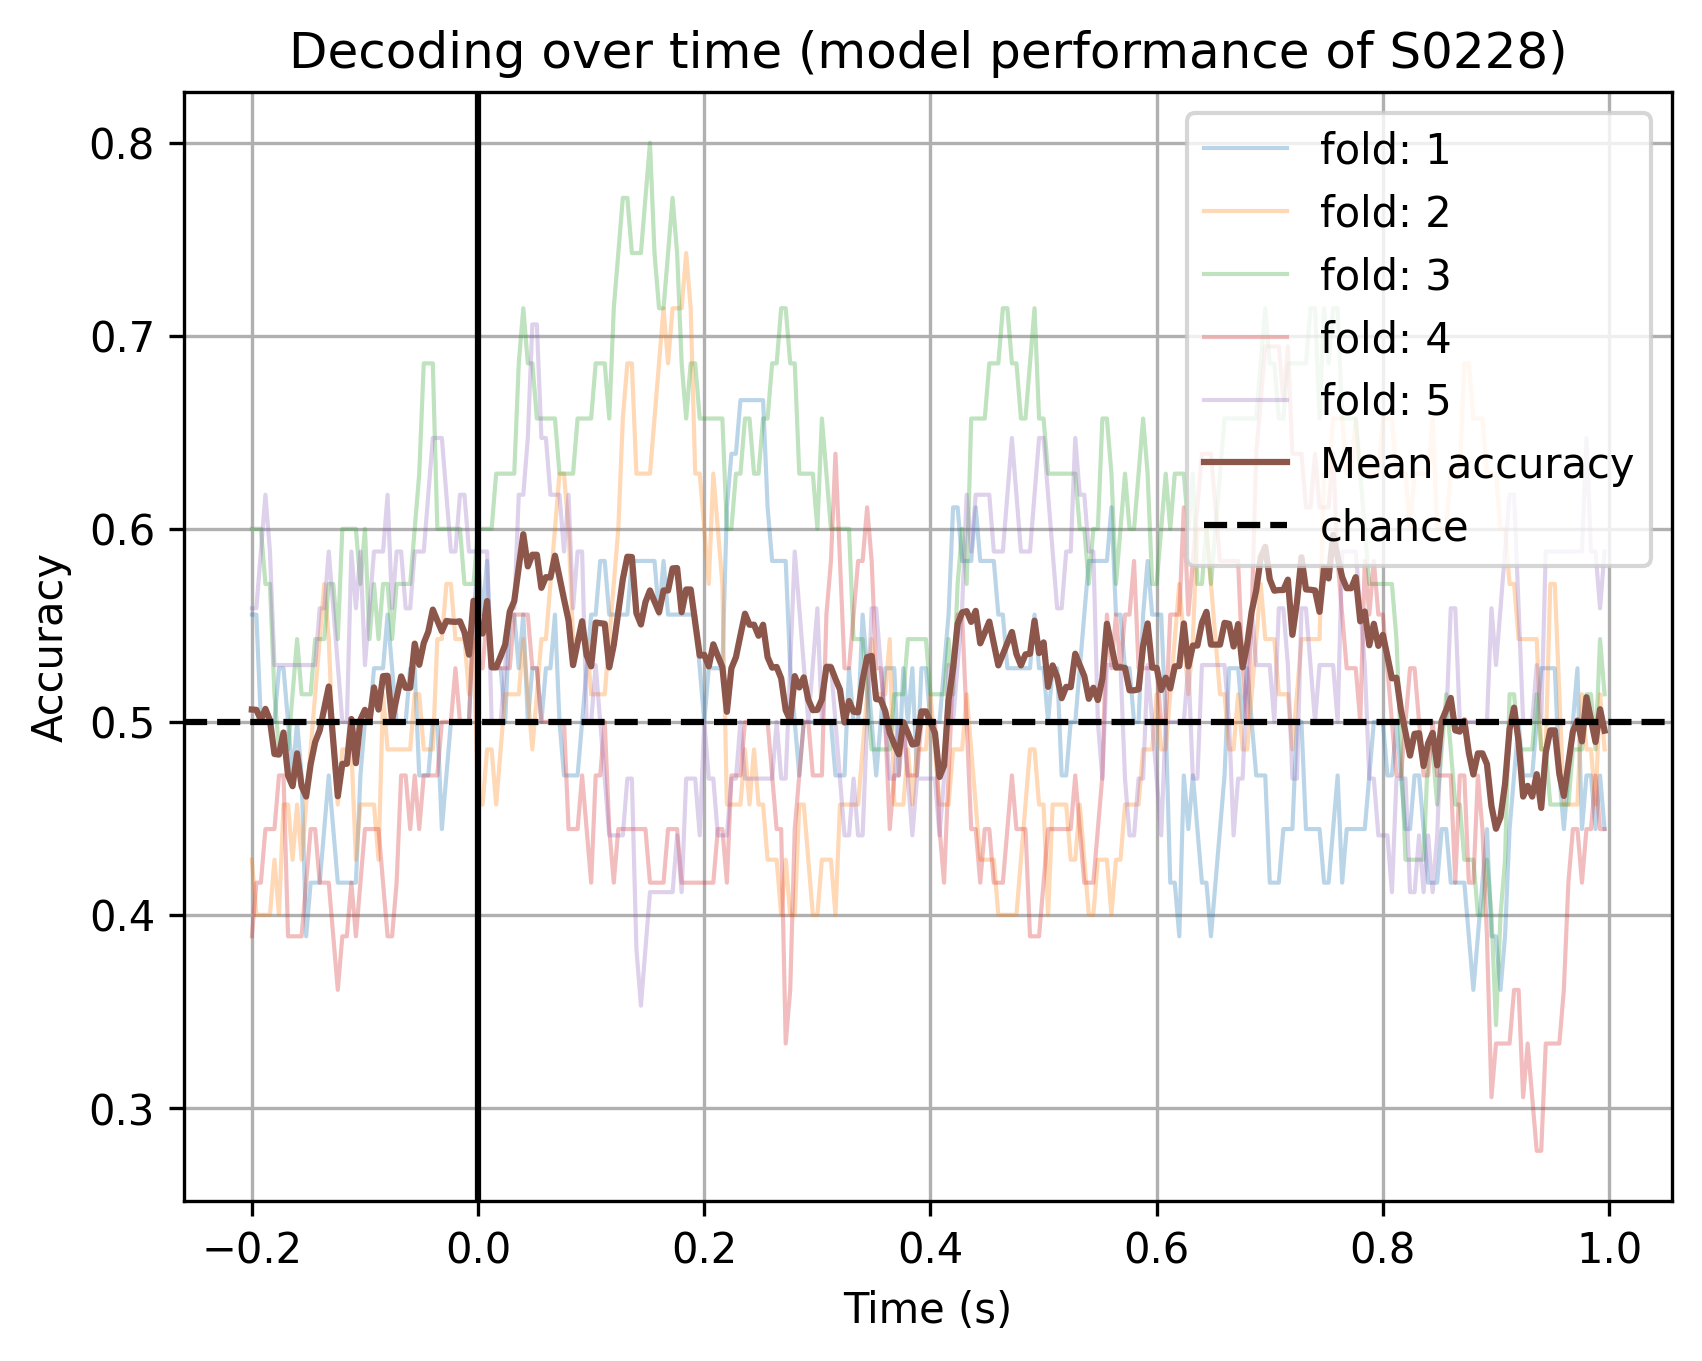 Decoding over time (model performance of S0228)
fold: 1
fold: 2
fold: 3
fold: 4
fold: 5
Mean accuracy
chance
Accuracy
0.8
0.7
0.6
0.5
0.4
0.3
−0.2 0.0 0.2 0.4 0.6 0.8 1.0
Time (s)